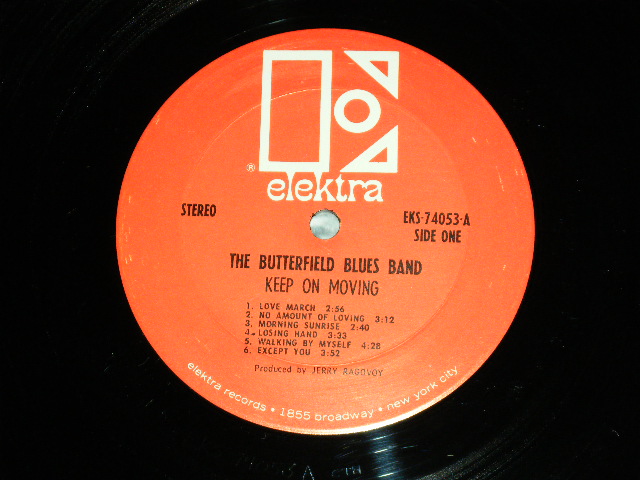 ® elektra
STEREO
EKS-74053-A
SIDE ONE
THE BUTTERFIELD BLUES BAND
KEEP ON MOVING
1. LOVE MARCH 2:56
2. NO AMOUNT OF LOVING 3:12
3. MORNING SUNRISE 2:40
4. LOSING HAND 3:33
5. WALKING BY MYSELF 4:28
6. EXCEPT YOU 3:52
Produced by JERRY RAGOVOY
elektra records • 1855 broadway • new york city